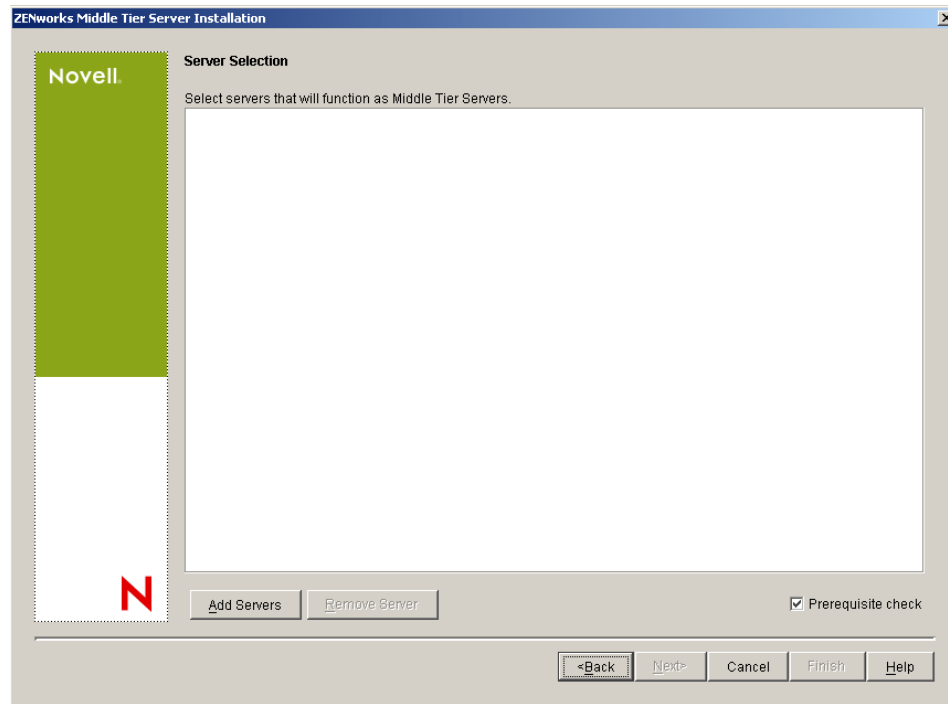 ZENworks Middle Tier Server Installation
Novell.
Server Selection
Select servers that will function as Middle Tier Servers.
N
Add Servers
Remove Server
Prerequisite check
<Back
Next>
Cancel
Finish
Help